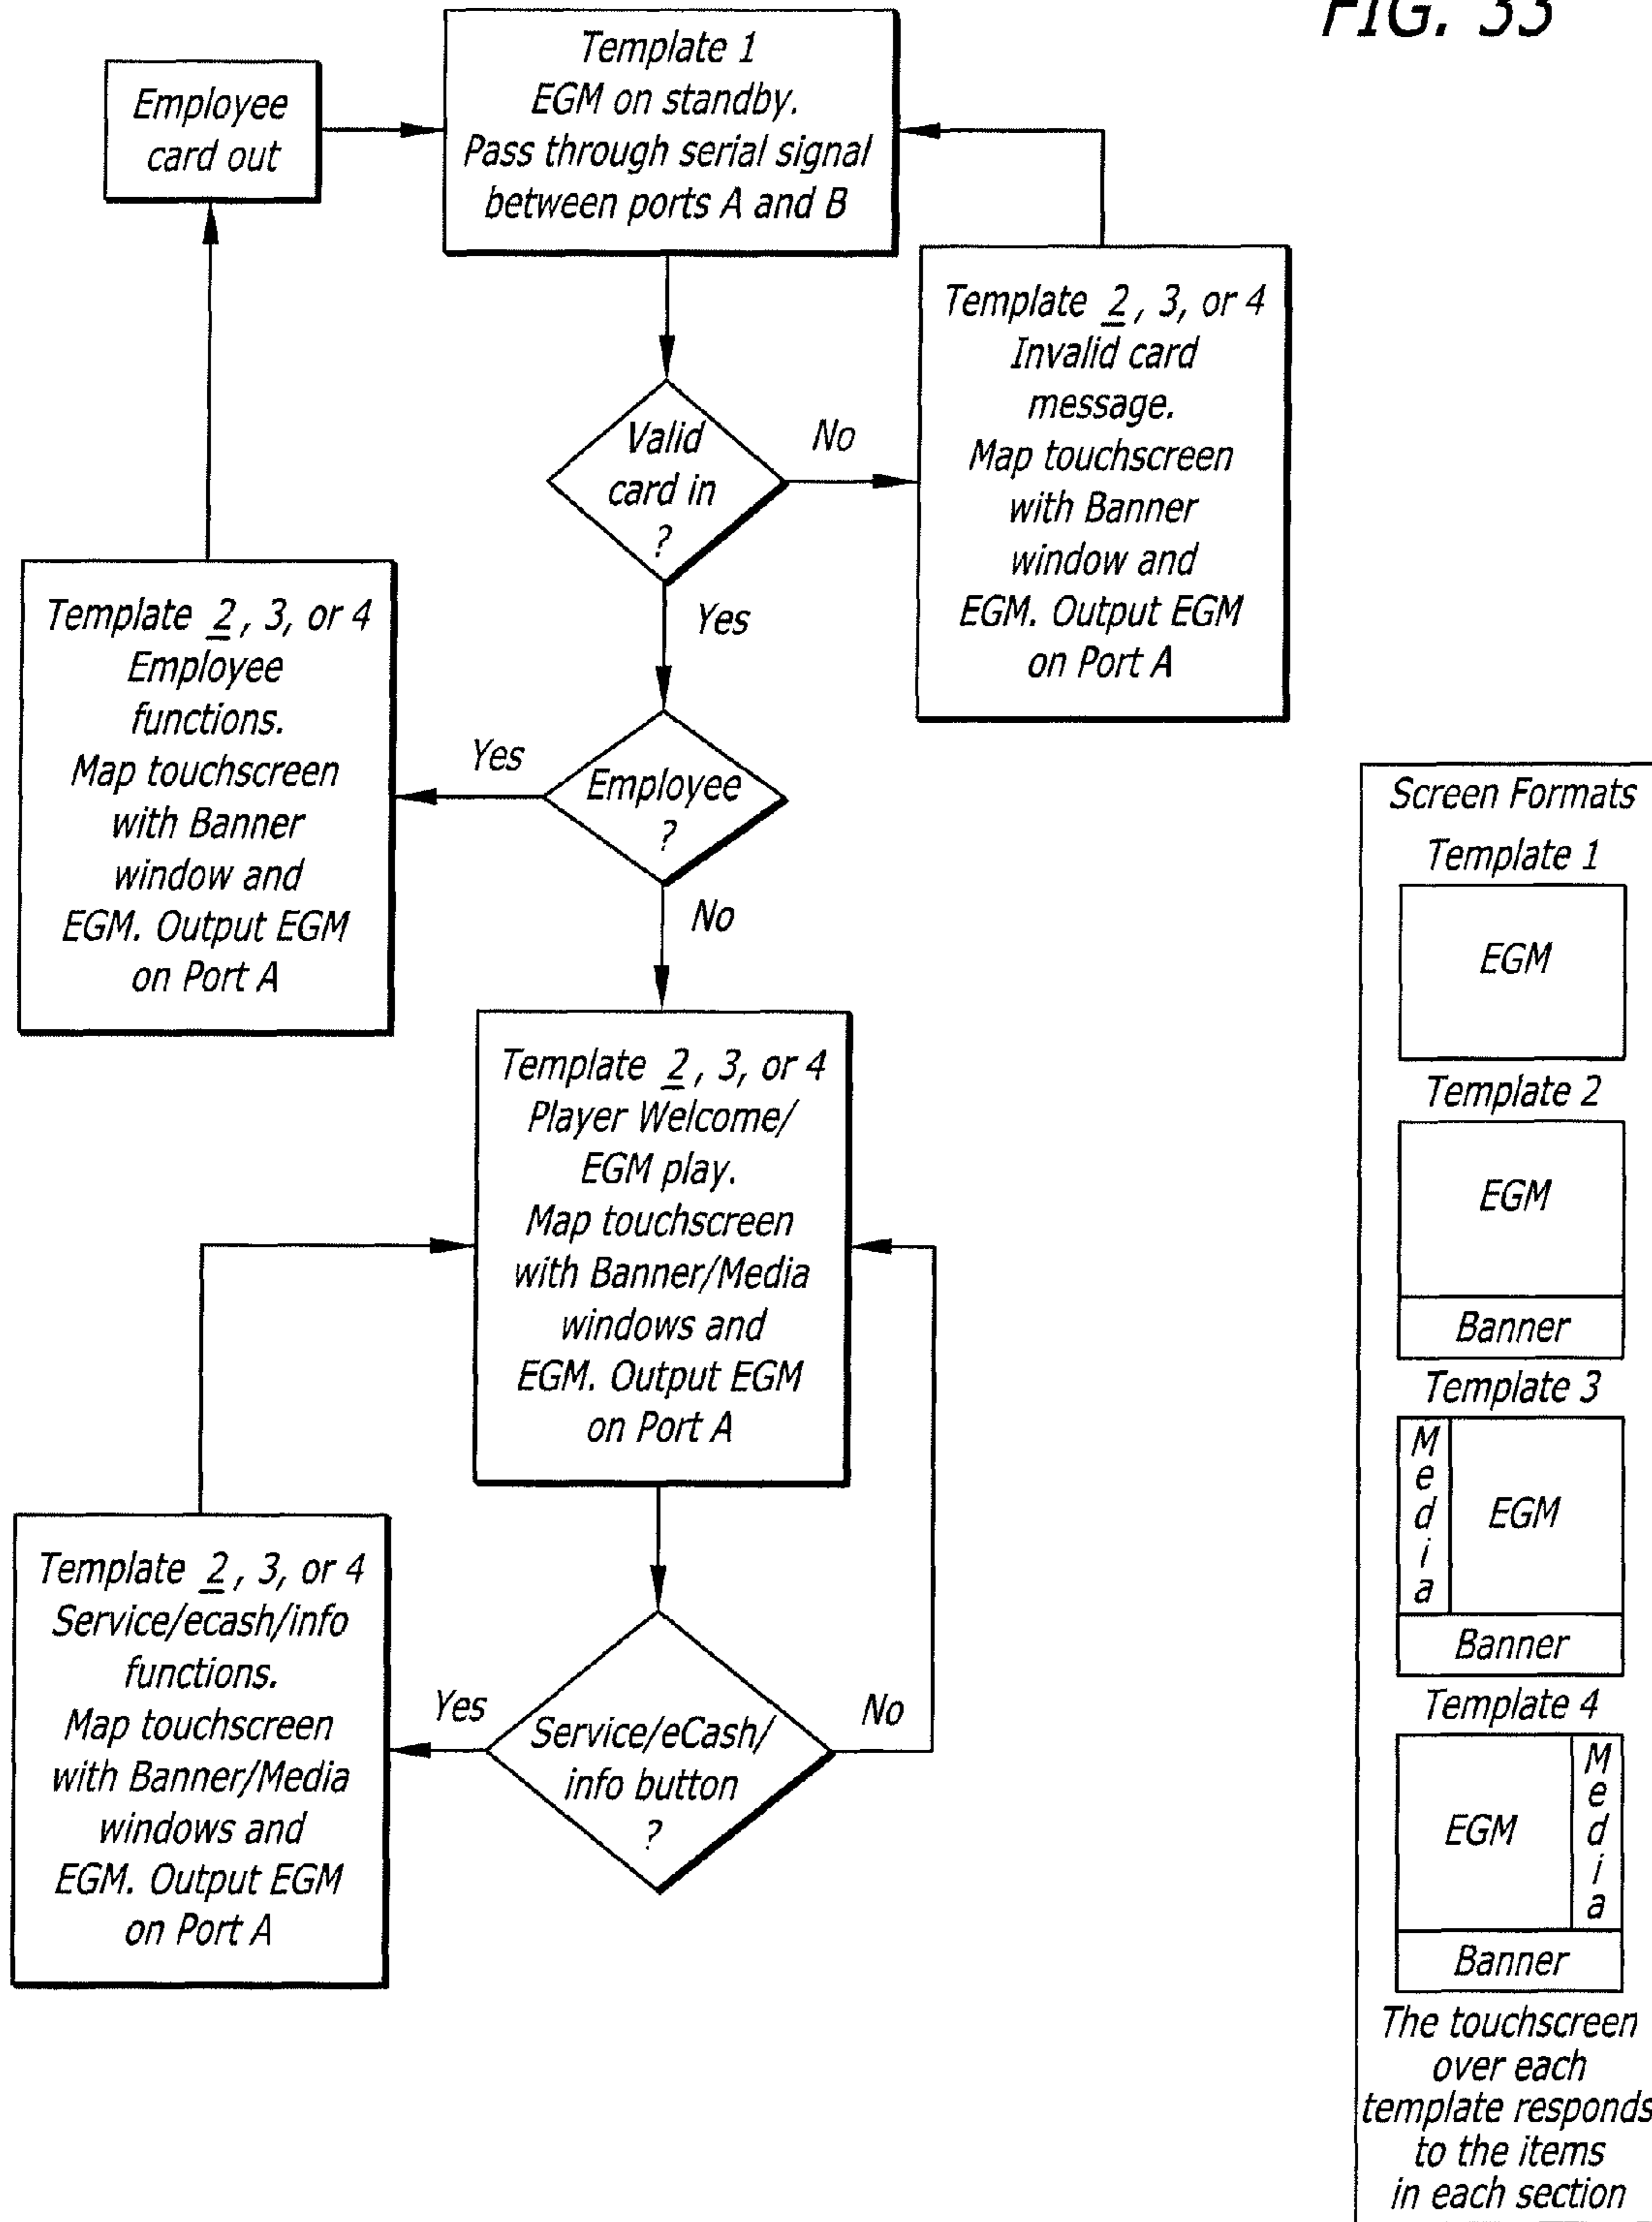 FIG. 33
Template 1
EGM on standby.
Pass through serial signal
between ports A and B
Employee
card out
Template 2, 3, or 4
Invalid card
message.
Map touchscreen
with Banner
window and
EGM. Output EGM
on Port A
Valid
card in
?
No
Yes
Template 2, 3, or 4
Employee
functions.
Map touchscreen
with Banner
window and
EGM. Output EGM
on Port A
Yes
Employee
?
No
Template 2, 3, or 4
Player Welcome/
EGM play.
Map touchscreen
with Banner/Media
windows and
EGM. Output EGM
on Port A
Template 2, 3, or 4
Service/ecash/info
functions.
Map touchscreen
with Banner/Media
windows and
EGM. Output EGM
on Port A
Yes
Service/eCash/
info button
?
No
Screen Formats
Template 1
EGM
Template 2
EGM
Banner
Template 3
Media
EGM
Banner
Template 4
EGM
Media
Banner
The touchscreen
over each
template responds
to the items
in each section